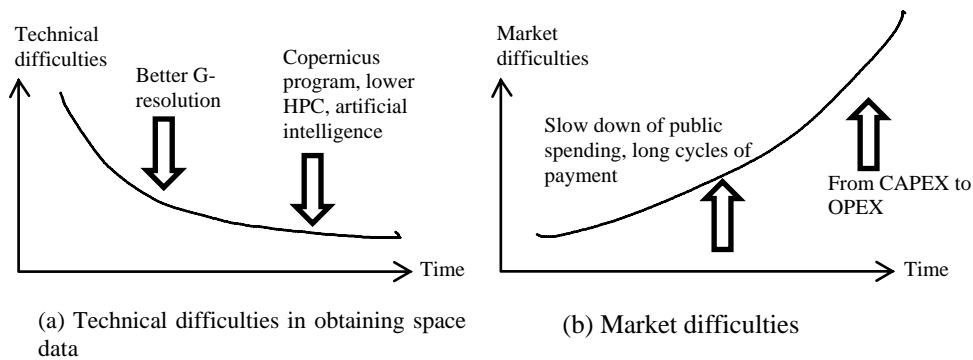 Technical
difficulties
Better G-
resolution
Copernicus
program, lower
HPC, artificial
intelligence
Time
(a) Technical difficulties in obtaining space
data
Market
difficulties
Slow down of public
spending, long cycles of
payment
From CAPEX to
OPEX
Time
(b) Market difficulties